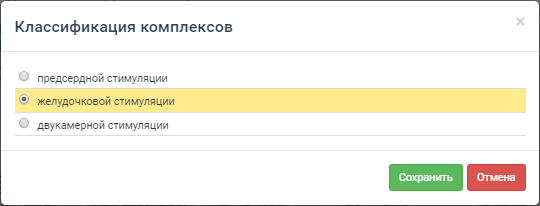 Классификация комплексов
предсердной стимуляции
желудочковой стимуляции
двукамерной стимуляции
Сохранить Отмена